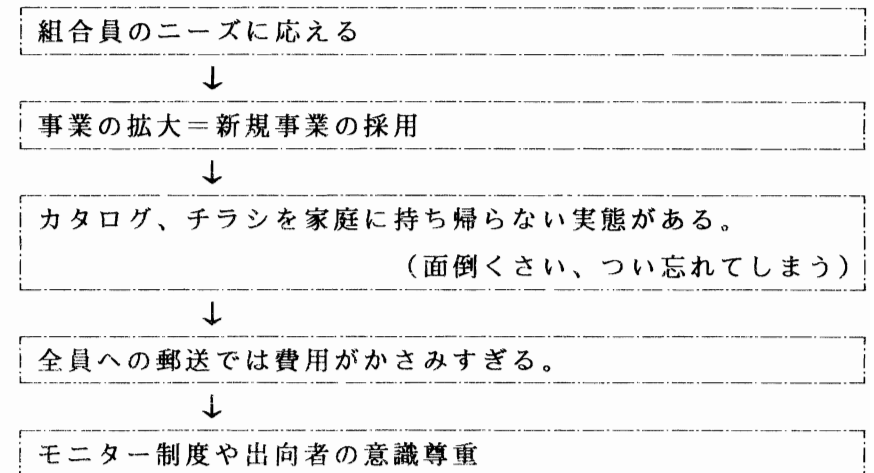 組合員のニーズに応える
↓
事業の拡大＝新規事業の採用
↓
カタログ、チラシを家庭に持ち帰らない実態がある。
（面倒くさい、つい忘れてしまう）
↓
全員への郵送では費用がかさみすぎる。
↓
モニター制度や出向者の意識尊重